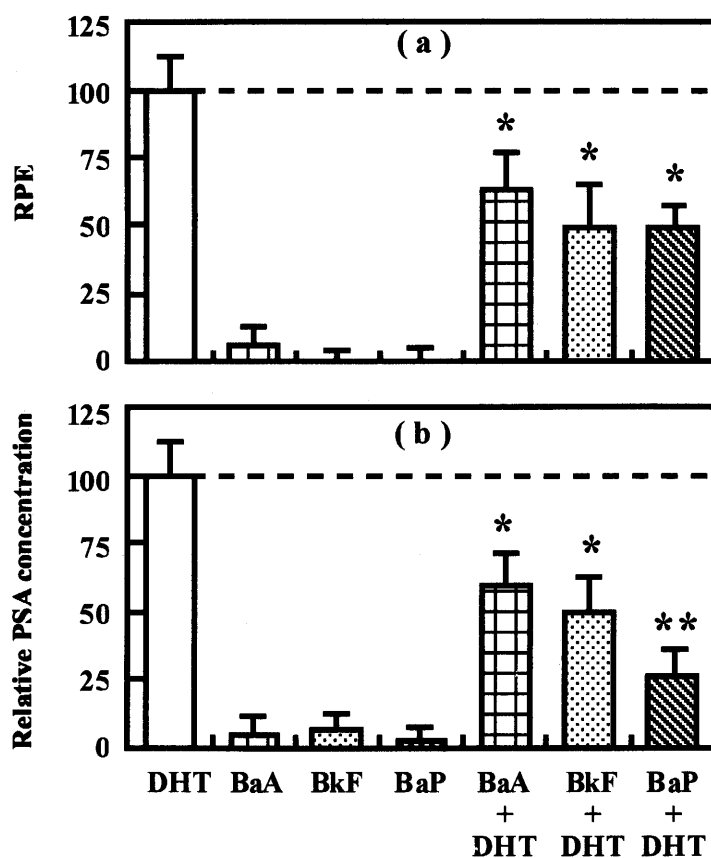 125
( a )
100
75
50
25
0
RPE
*
*
*
125
( b )
100
75
50
25
0
Relative PSA concentration
*
*
**
DHT BaA BkF BaP BaA BkF BaP
+ + +
DHT DHT DHT